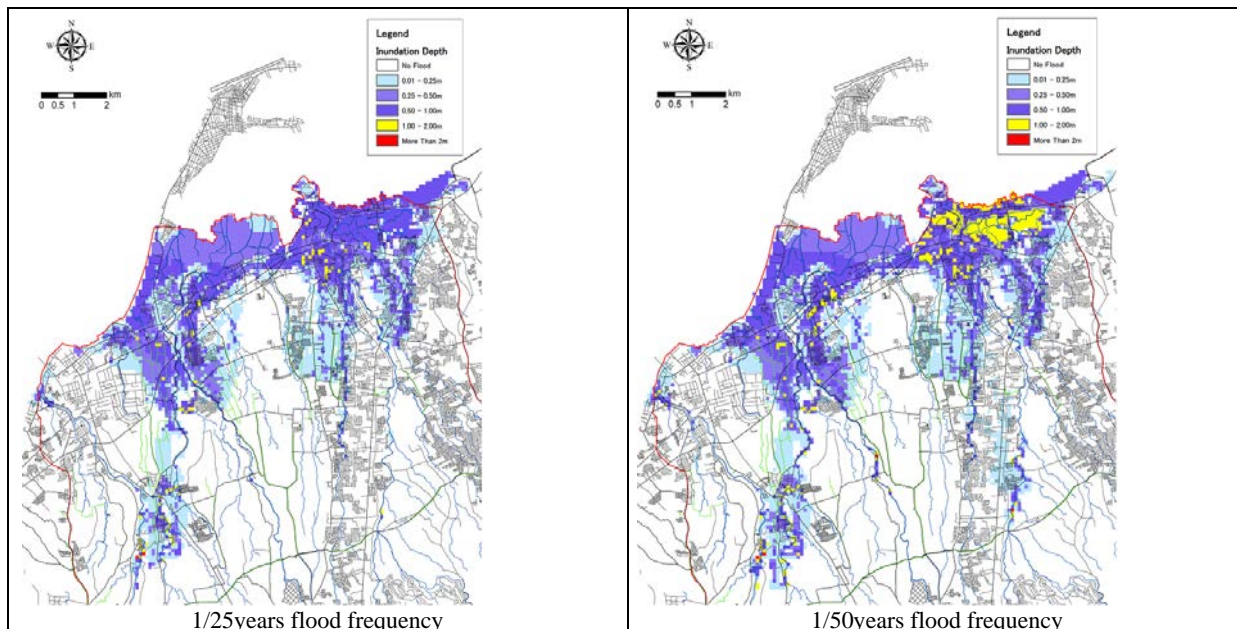 N
W E
S
0 0.5 1 2 km
Legend
Inundation Depth
No Flood
0.01 - 0.25m
0.25 - 0.50m
0.50 - 1.00m
1.00 - 2.00m
More Than 2m
1/25years flood frequency
N
W E
S
0 0.5 1 2 km
Legend
Inundation Depth
No Flood
0.01 - 0.25m
0.25 - 0.50m
0.50 - 1.00m
1.00 - 2.00m
More Than 2m
1/50years flood frequency